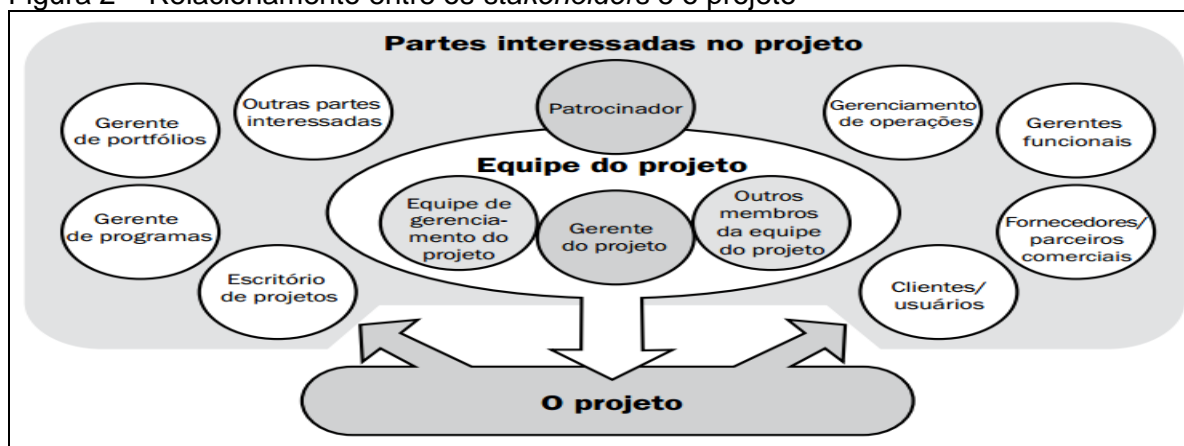 Figura 2 – Relacionamento entre os stakeholders e o projeto
Partes interessadas no projeto
Gerente
de portfólios
Outras partes
interessadas
Patrocinador
Gerenciamento
de operações
Gerentes
funcionais
Equipe do projeto
Gerente
de programas
Equipe de
gerencia-
mento do
projeto
Gerente
do projeto
Outros
membros
da equipe
do projeto
Fornecedores/
parceiros
comerciais
Escritório
de projetos
Clientes/
usuários
O projeto